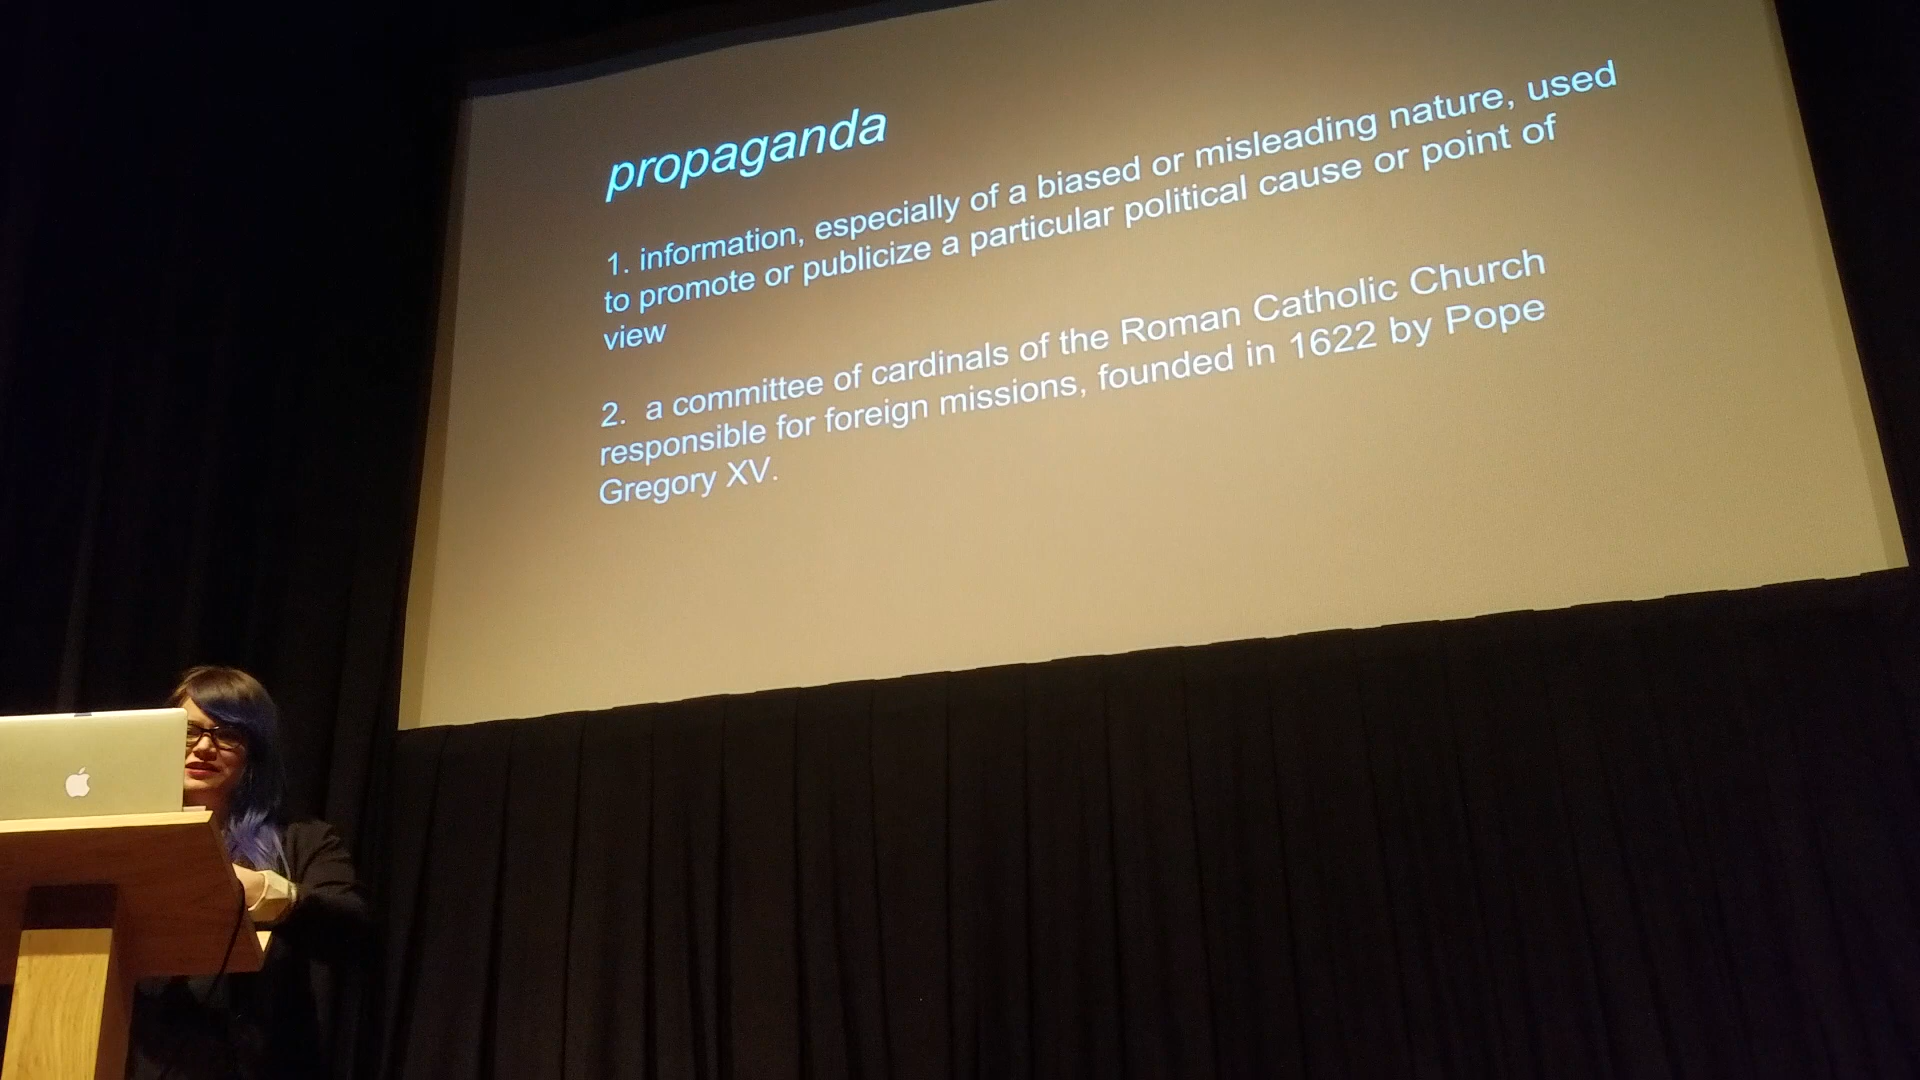 propaganda
1. information, especially of a biased or misleading nature, used
to promote or publicize a particular political cause or point of
view
2. a committee of cardinals of the Roman Catholic Church
responsible for foreign missions, founded in 1622 by Pope
Gregory XV.